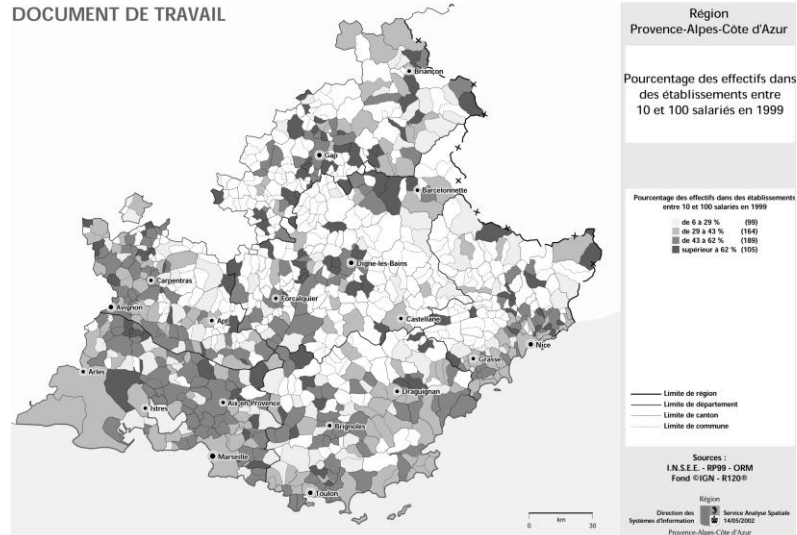 DOCUMENT DE TRAVAIL
Région
Provence-Alpes-Côte d'Azur
Pourcentage des effectifs dans
des établissements entre
10 et 100 salariés en 1999
Pourcentage des effectifs dans des établissements
entre 10 et 100 salariés en 1999
de 6 à 29 % (99)
de 29 à 43 % (164)
de 43 à 62 % (189)
supérieur à 62 % (105)
Briançon
Gap
Barcelonnette
Digne-les-Bains
Carpentras
Forcalquier
Avignon
Apt
Castellane
Nice
Grasse
Arles
Draguignan
Aix en Provence
Istres
Brignoles
Marseille
Toulon
Limite de région
Limite de département
Limite de canton
Limite de commune
Sources :
I.N.S.E.E. - RP99 - ORM
Fond ©IGN - R120®
Région
Direction des Service Analyse Spatiale
Systèmes d'Information 14/05/2002
Provence-Alpes-Côte d'Azur
km
0 30